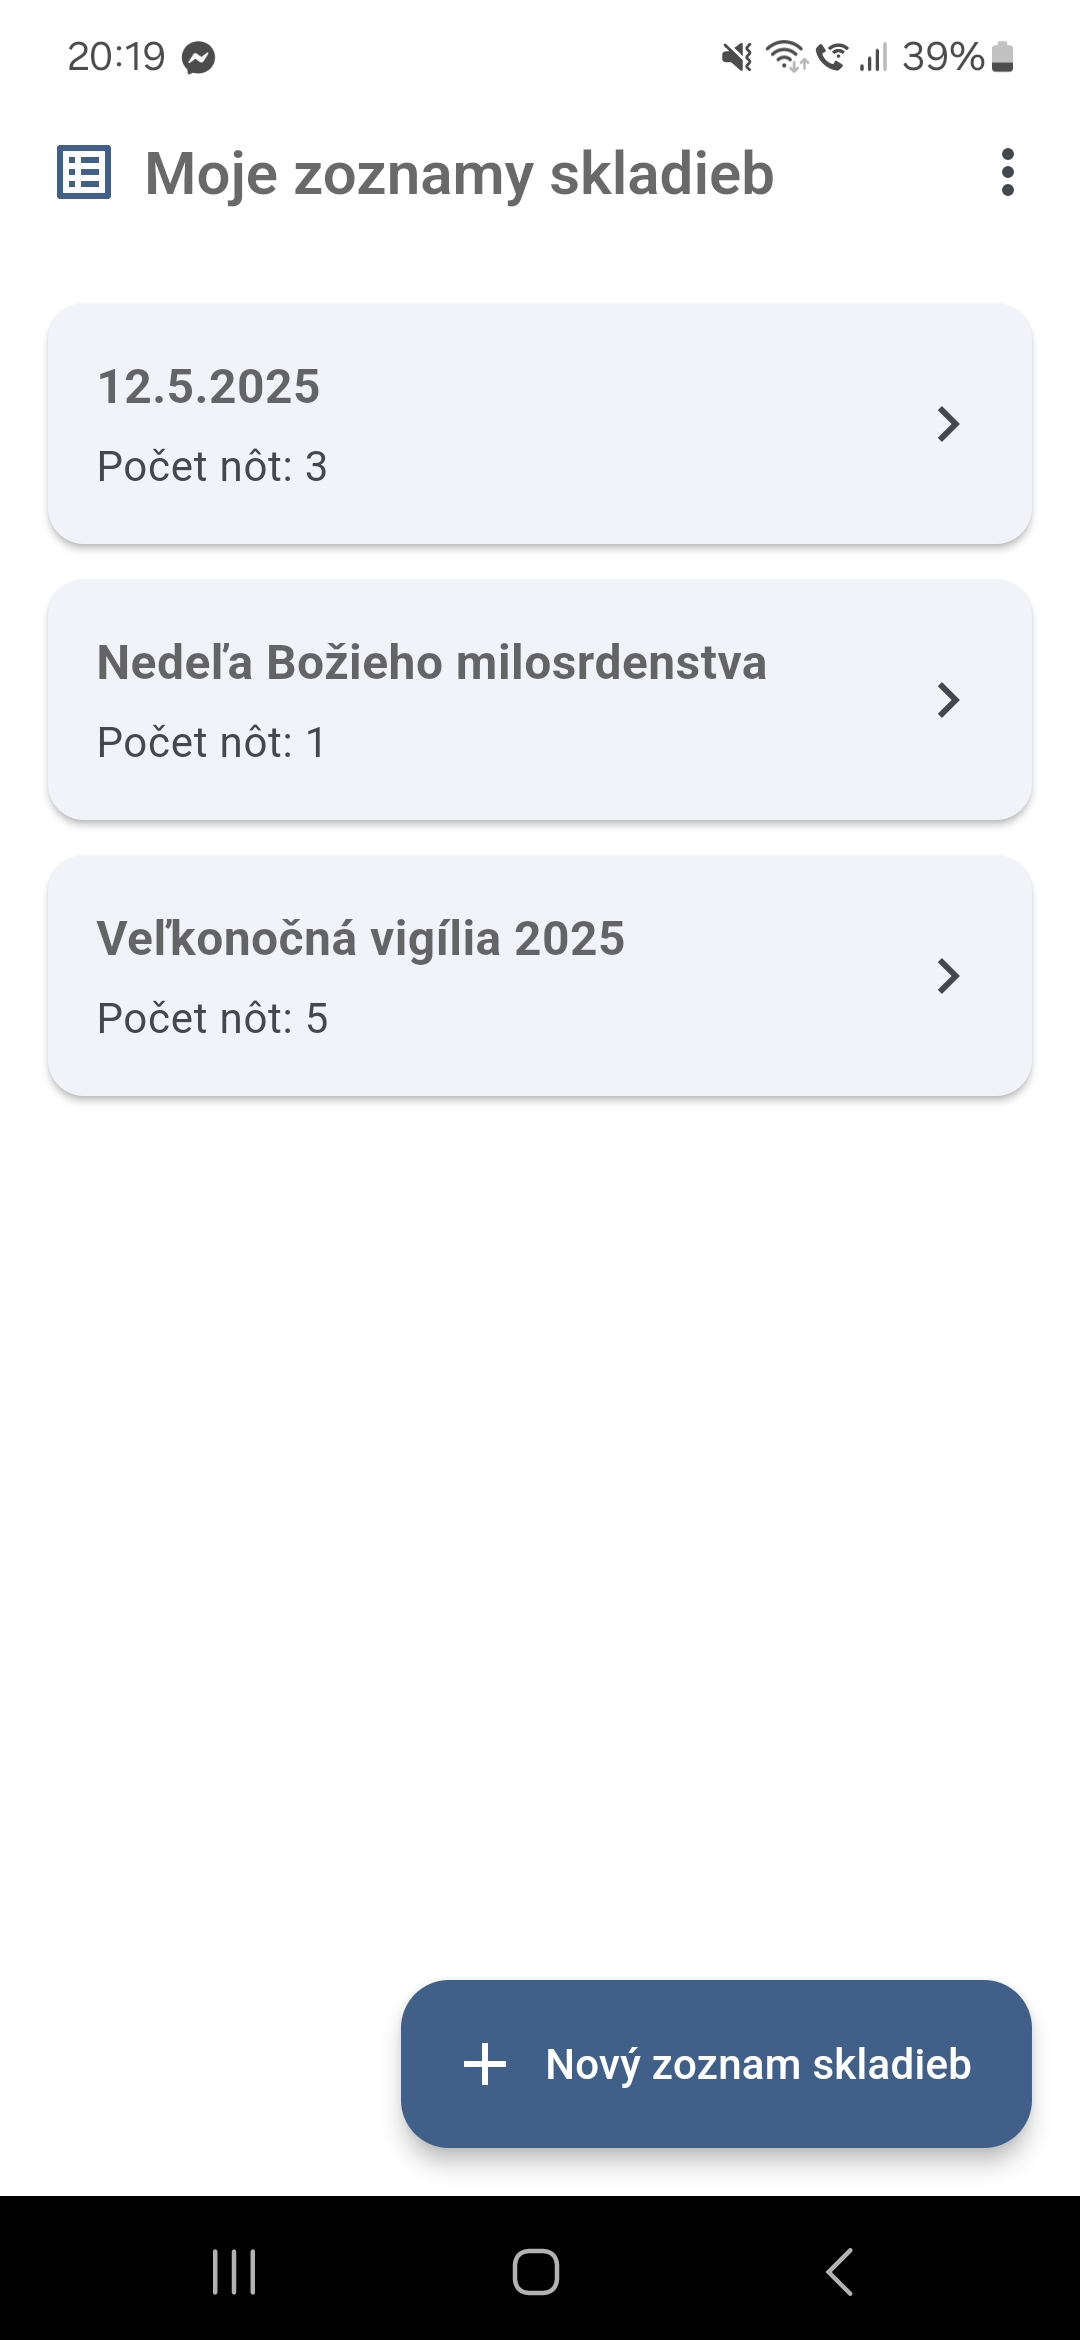 20:19
39%
Moje zoznamy skladieb
12.5.2025
Počet nôt: 3
Nedeľa Božieho milosrdenstva
Počet nôt: 1
Veľkonočná vigília 2025
Počet nôt: 5
Nový zoznam skladieb